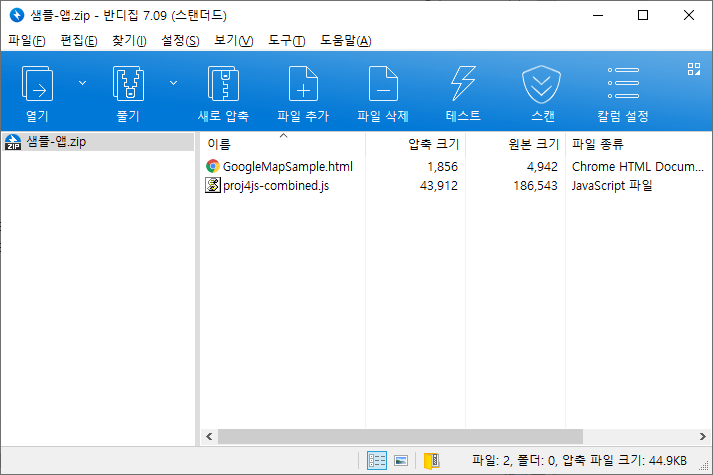 샘플-앱.zip - 반디집 7.09 (스탠더드)
파일(F) 편집(E) 찾기(I) 설정(S) 보기(V) 도구(T) 도움말(A)
열기 풀기 새로 압축 파일 추가 파일 삭제 테스트 스캔 칼럼 설정
ZIP 샘플-앱.zip
이름 압축 크기 원본 크기 파일 종류
GoogleMapSample.html 1,856 4,942 Chrome HTML Docum...
proj4js-combined.js 43,912 186,543 JavaScript 파일
파일: 2, 폴더: 0, 압축 파일 크기: 44.9KB